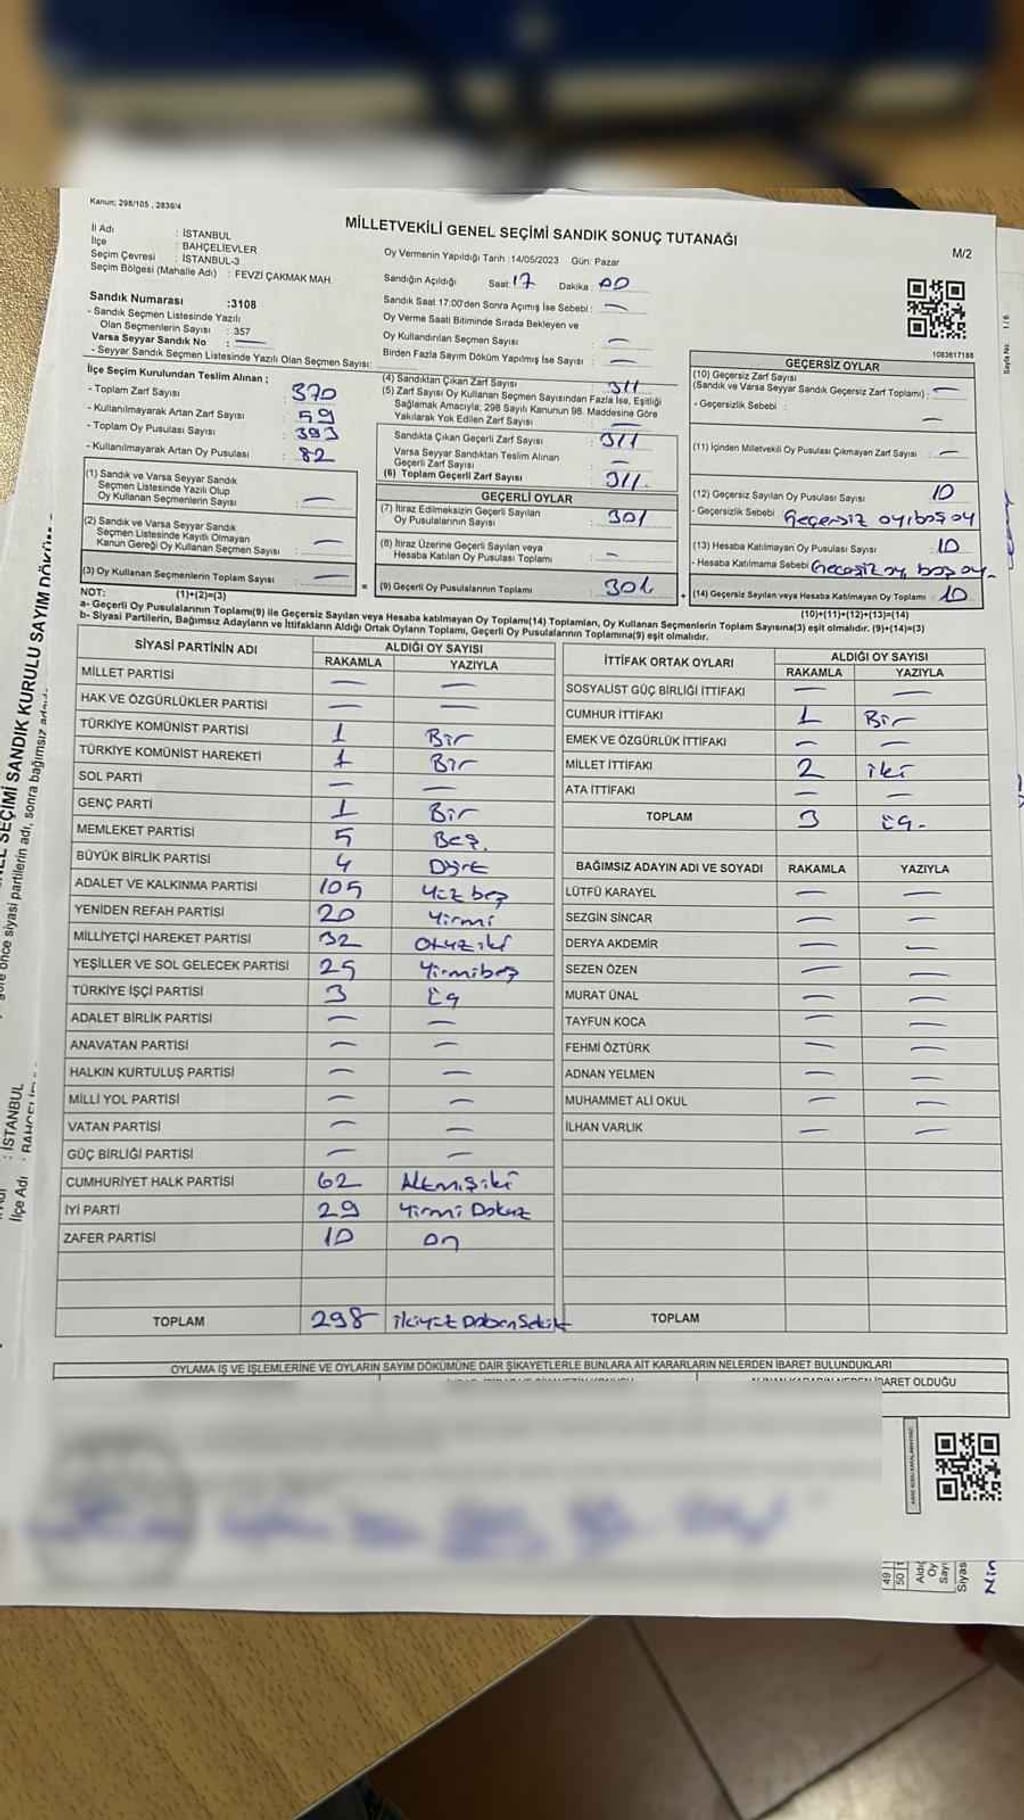 Kanun; 298/105 , 2839/4
MİLLETVEKİLİ GENEL SEÇİMİ SANDIK SONUÇ TUTANAĞI
M/2
İl Adı : İSTANBUL
İlçe : BAHÇELİEVLER
Seçim Çevresi : İSTANBUL-3
Seçim Bölgesi (Mahalle Adı) : FEVZİ ÇAKMAK MAH.
Sandık Numarası :3108
- Sandık Seçmen Listesinde Yazılı
Olan Seçmenlerin Sayısı : 357
Varsa Seyyar Sandık No : —
- Seyyar Sandık Seçmen Listesinde Yazılı Olan Seçmen Sayısı:
Oy Vermenin Yapıldığı Tarih :14/05/2023 Gün: Pazar
Sandığın Açıldığı Saat: 17 Dakika: 00
Sandık Saat 17:00'den Sonra Açılmış İse Sebebi : —
Oy Verme Saati Bitiminde Sırada Bekleyen ve
Oy Kullandırılan Seçmen Sayısı : —
Birden Fazla Sayım Döküm Yapılmış İse Sayısı : —
1083617188
İlçe Seçim Kurulundan Teslim Alınan ;
- Toplam Zarf Sayısı : 370
- Kullanılmayarak Artan Zarf Sayısı : 59
- Toplam Oy Pusulası Sayısı : 393
- Kullanılmayarak Artan Oy Pusulası : 82
(1) Sandık ve Varsa Seyyar Sandık
Seçmen Listesinde Yazılı Olup
Oy Kullanan Seçmenlerin Sayısı : —
(2) Sandık ve Varsa Seyyar Sandık
Seçmen Listesinde Kayıtlı Olmayan
Kanun Gereği Oy Kullanan Seçmen Sayısı : —
(3) Oy Kullanan Seçmenlerin Toplam Sayısı : —
(4) Sandıktan Çıkan Zarf Sayısı : 311
(5) Zarf Sayısı Oy Kullanan Seçmen Sayısından Fazla İse, Eşitliği
Sağlamak Amacıyla, 298 Sayılı Kanunun 98. Maddesine Göre
Yakılarak Yok Edilen Zarf Sayısı : —
Sandıkta Çıkan Geçerli Zarf Sayısı : 311
Varsa Seyyar Sandıktan Teslim Alınan
Geçerli Zarf Sayısı : —
(6) Toplam Geçerli Zarf Sayısı : 311
GEÇERLİ OYLAR
(7) İtiraz Edilmeksizin Geçerli Sayılan
Oy Pusulalarının Sayısı : 301
(8) İtiraz Üzerine Geçerli Sayılan veya
Hesaba Katılan Oy Pusulası Toplamı : —
= (9) Geçerli Oy Pusulalarının Toplamı : 301
GEÇERSİZ OYLAR
(10) Geçersiz Zarf Sayısı
(Sandık ve Varsa Seyyar Sandık Geçersiz Zarf Toplamı) : —
- Geçersizlik Sebebi : —
(11) İçinden Milletvekili Oy Pusulası Çıkmayan Zarf Sayısı : —
(12) Geçersiz Sayılan Oy Pusulası Sayısı : 10
- Geçersizlik Sebebi : Geçersiz oyıboş oy
(13) Hesaba Katılmayan Oy Pusulası Sayısı : 10
- Hesaba Katılmama Sebebi : Geçesiz oy, boş oy.
(14) Geçersiz Sayılan veya Hesaba Katılmayan Oy Toplamı : 10
NOT: (1)+(2)=(3)
(10)+(11)+(12)+(13)=(14)
a- Geçerli Oy Pusulalarının Toplamı(9) ile Geçersiz Sayılan veya Hesaba katılmayan Oy Toplamı(14) Toplamları, Oy Kullanan Seçmenlerin Toplam Sayısına(3) eşit olmalıdır. (9)+(14)=(3)
b- Siyasi Partilerin, Bağımsız Adayların ve İttifakların Aldığı Ortak Oyların Toplamı, Geçerli Oy Pusulalarının Toplamına(9) eşit olmalıdır.
SİYASİ PARTİNİN ADI ALDIĞI OY SAYISI
RAKAMLA YAZIYLA
MİLLET PARTİSİ — —
HAK VE ÖZGÜRLÜKLER PARTİSİ — —
TÜRKİYE KOMÜNİST PARTİSİ 1 Bir
TÜRKİYE KOMÜNİST HAREKETİ 1 Bir
SOL PARTİ — —
GENÇ PARTİ 1 Bir
MEMLEKET PARTİSİ 5 Beş.
BÜYÜK BİRLİK PARTİSİ 4 Dört
ADALET VE KALKINMA PARTİSİ 105 Yüz beş
YENİDEN REFAH PARTİSİ 20 Yirmi
MİLLİYETÇİ HAREKET PARTİSİ 32 Otuz iki
YEŞİLLER VE SOL GELECEK PARTİSİ 25 Yirmibeş
TÜRKİYE İŞÇİ PARTİSİ 3 Üç
ADALET BİRLİK PARTİSİ — —
ANAVATAN PARTİSİ — —
HALKIN KURTULUŞ PARTİSİ — —
MİLLİ YOL PARTİSİ — —
VATAN PARTİSİ — —
GÜÇ BİRLİĞİ PARTİSİ — —
CUMHURİYET HALK PARTİSİ 62 Altmışiki
İYİ PARTİ 29 Yirmi Dokuz
ZAFER PARTİSİ 10 On
TOPLAM 298 ikiyüz Doksan Sekiz
İTTİFAK ORTAK OYLARI ALDIĞI OY SAYISI
RAKAMLA YAZIYLA
SOSYALİST GÜÇ BİRLİĞİ İTTİFAKI — —
CUMHUR İTTİFAKI 1 Bir
EMEK VE ÖZGÜRLÜK İTTİFAKI — —
MİLLET İTTİFAKI 2 iki
ATA İTTİFAKI — —
TOPLAM 3 Üç.
BAĞIMSIZ ADAYIN ADI VE SOYADI RAKAMLA YAZIYLA
LÜTFÜ KARAYEL — —
SEZGİN SİNCAR — —
DERYA AKDEMİR — —
SEZEN ÖZEN — —
MURAT ÜNAL — —
TAYFUN KOCA — —
FEHMİ ÖZTÜRK — —
ADNAN YELMEN — —
MUHAMMET ALİ OKUL — —
İLHAN VARLIK — —
TOPLAM
OYLAMA İŞ VE İŞLEMLERİNE VE OYLARIN SAYIM DÖKÜMÜNE DAİR ŞİKAYETLERLE BUNLARA AİT KARARLARIN NELERDEN İBARET BULUNDUKLARI
İBARET OLDUĞU
SEÇİMİ SANDIK KURULU SAYIM DÖKÜM
önce siyasi partilerin adı, sonra bağımsız
: İSTANBUL
İlçe Adı
Sayfa No: 1 / 6
49
50
Oy
Siyas